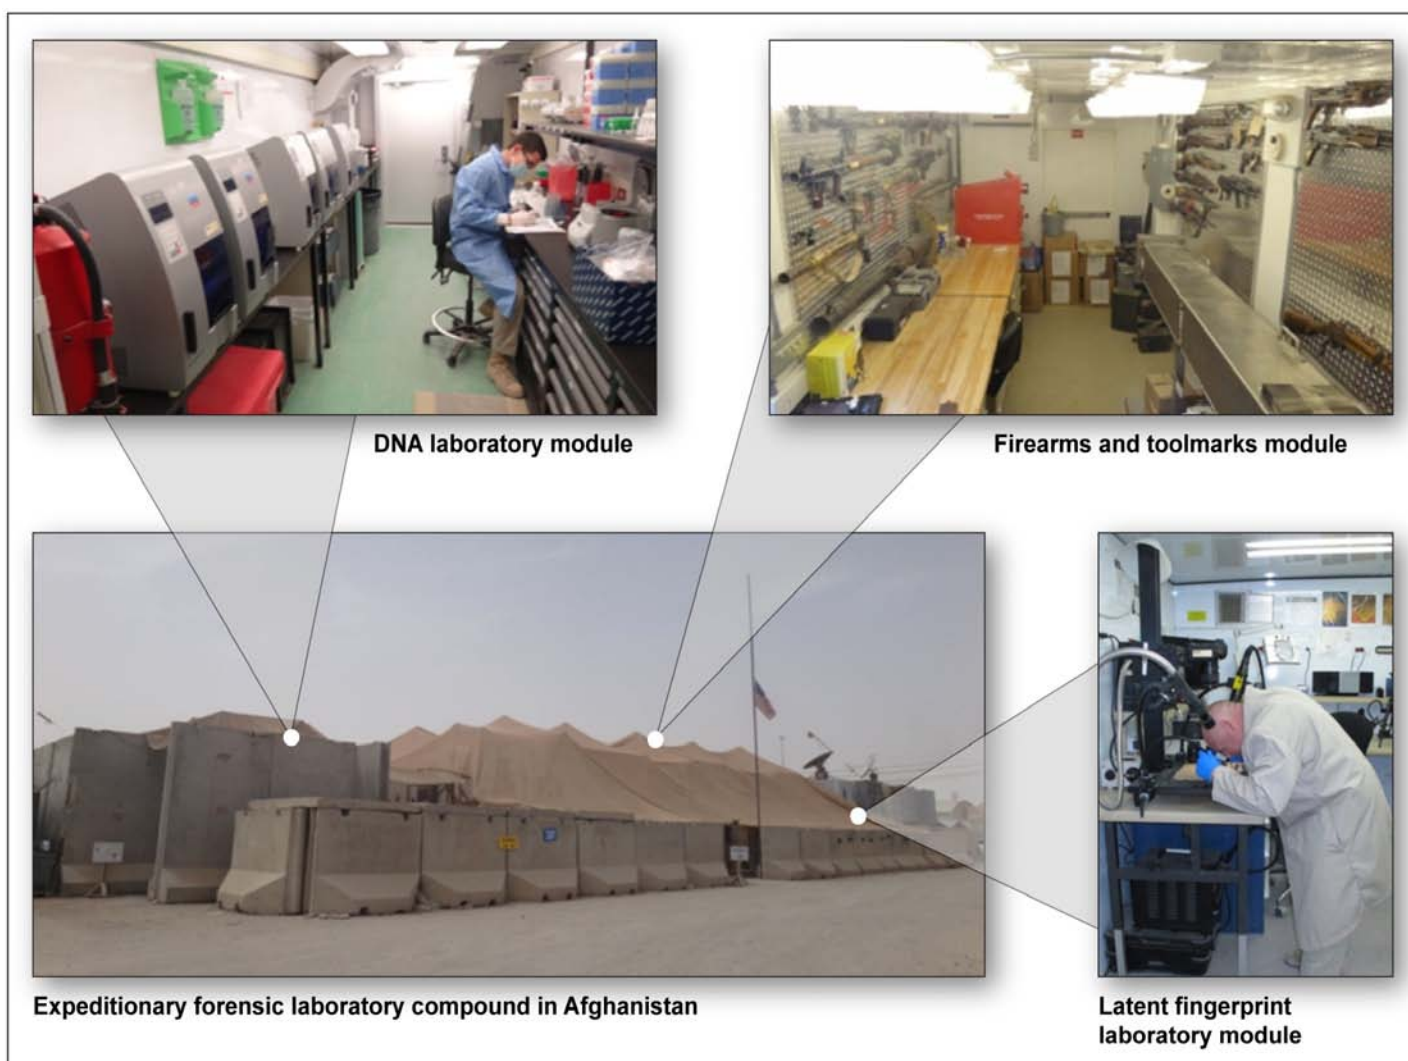 DNA laboratory module
Firearms and toolmarks module
Expeditionary forensic laboratory compound in Afghanistan
Latent fingerprint
laboratory module